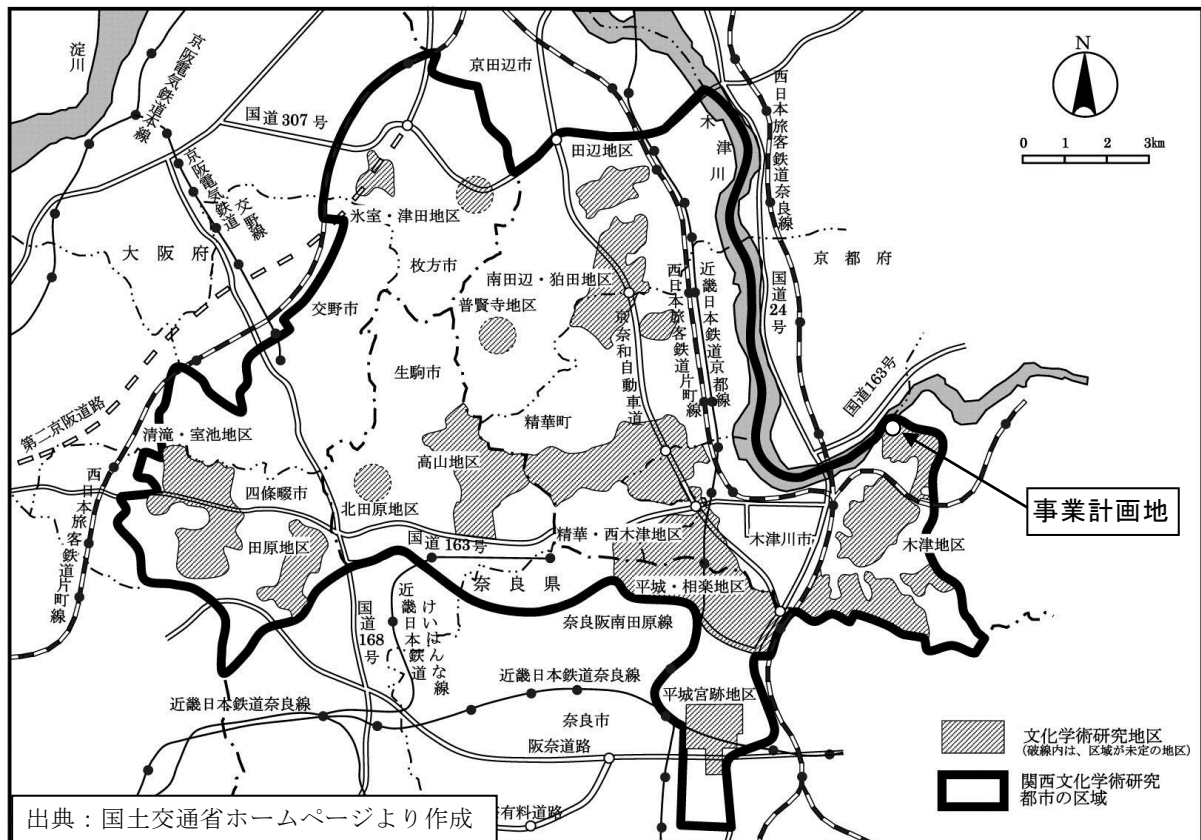 淀川
京阪電気鉄道本線
京阪電気鉄道
交野線
国道307号
京田辺市
田辺地区
木津川
西日本旅客鉄道奈良線
N
0 1 2 3km
氷室・津田地区
大阪府
枚方市
南田辺・狛田地区
普賢寺地区
交野市
京奈和自動車道
西日本旅客鉄道片町線
近畿日本鉄道京都線
京都府
国道24号
生駒市
精華町
国道163号
第二京阪道路
清滝・室池地区
高山地区
西日本旅客鉄道片町線
四條畷市
北田原地区
国道163号
精華・西木津地区
木津川市
木津地区
事業計画地
田原地区
奈良県
平城・相楽地区
国道168号
近畿日本鉄道
けいはんな線
奈良阪南田原線
近畿日本鉄道奈良線
近畿日本鉄道奈良線
平城宮跡地区
奈良市
阪奈道路
有料道路
文化学術研究地区
(破線内は、区域が未定の地区)
関西文化学術研究
都市の区域
出典：国土交通省ホームページより作成